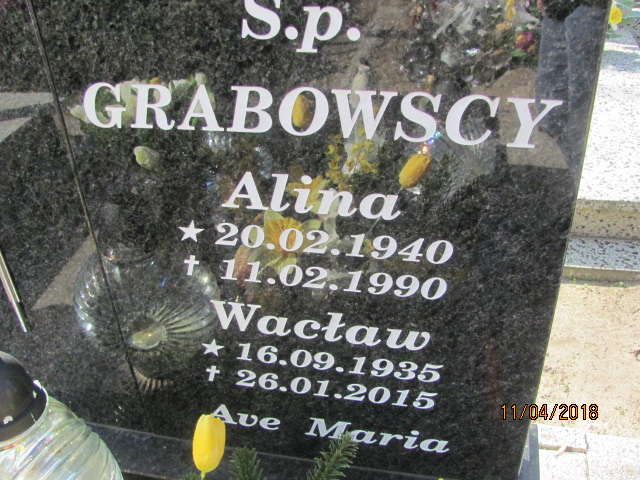 Ś.p.
GRABOWSCY
Alina
★ 20.02.1940
✝ 11.02.1990
Wacław
★ 16.09.1935
✝ 26.01.2015
Ave Maria
11/04/2018